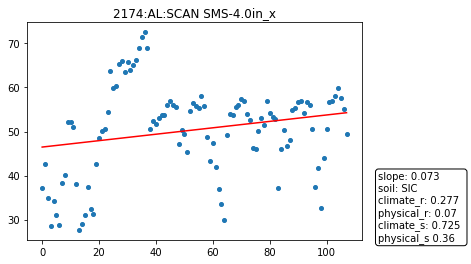 2174:AL:SCAN SMS-4.0in_x
70
60
50
40
30
0
20
40
60
80
100
slope: 0.073
soil: SIC
climate_r: 0.277
physical_r: 0.07
climate_s: 0.725
physical_s 0.36